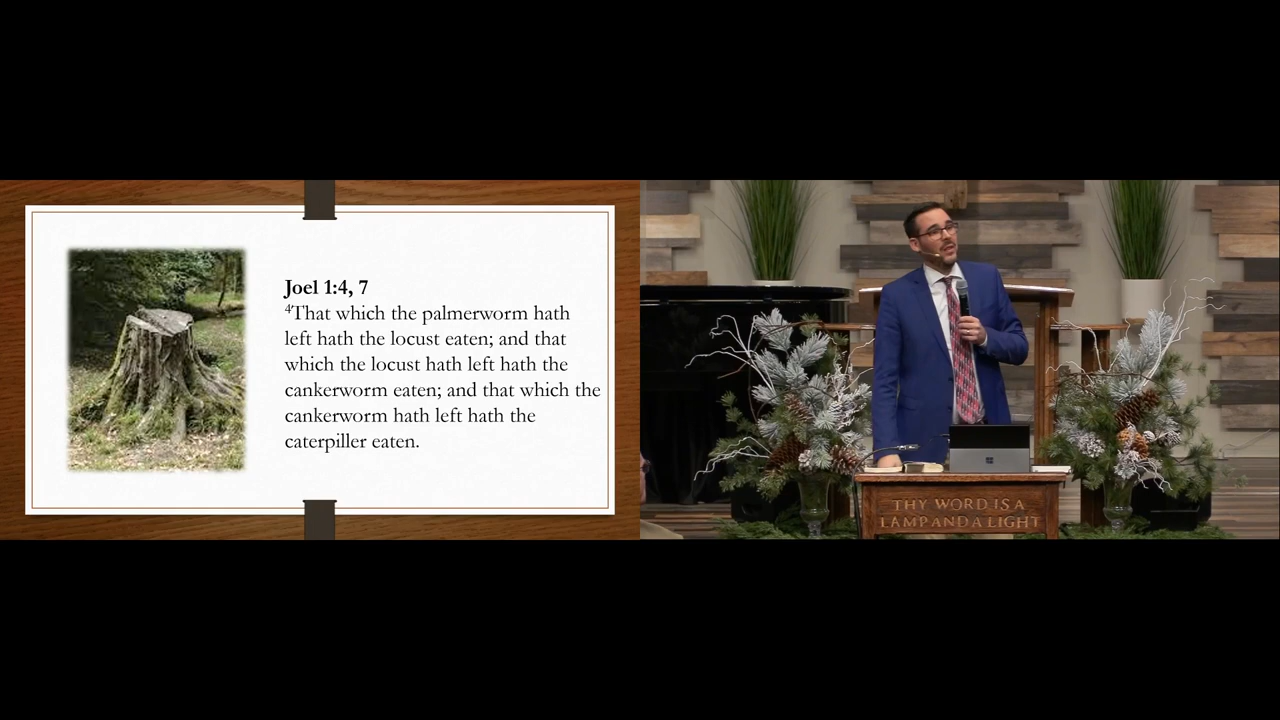 Joel 1:4, 7
4That which the palmerworm hath
left hath the locust eaten; and that
which the locust hath left hath the
cankerworm eaten; and that which the
cankerworm hath left hath the
caterpiller eaten.
THY WORD IS A
LAMP AND A LIGHT